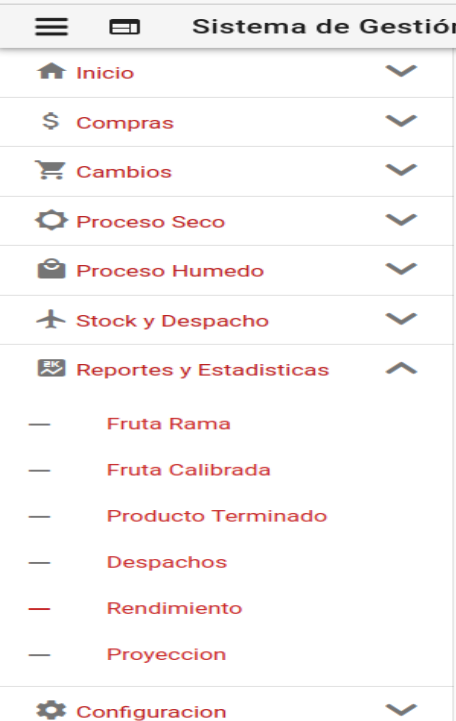 Sistema de Gestión
Inicio
$ Compras
Cambios
Proceso Seco
Proceso Humedo
Stock y Despacho
Reportes y Estadisticas
Fruta Rama
Fruta Calibrada
Producto Terminado
Despachos
Rendimiento
Proyeccion
Configuracion